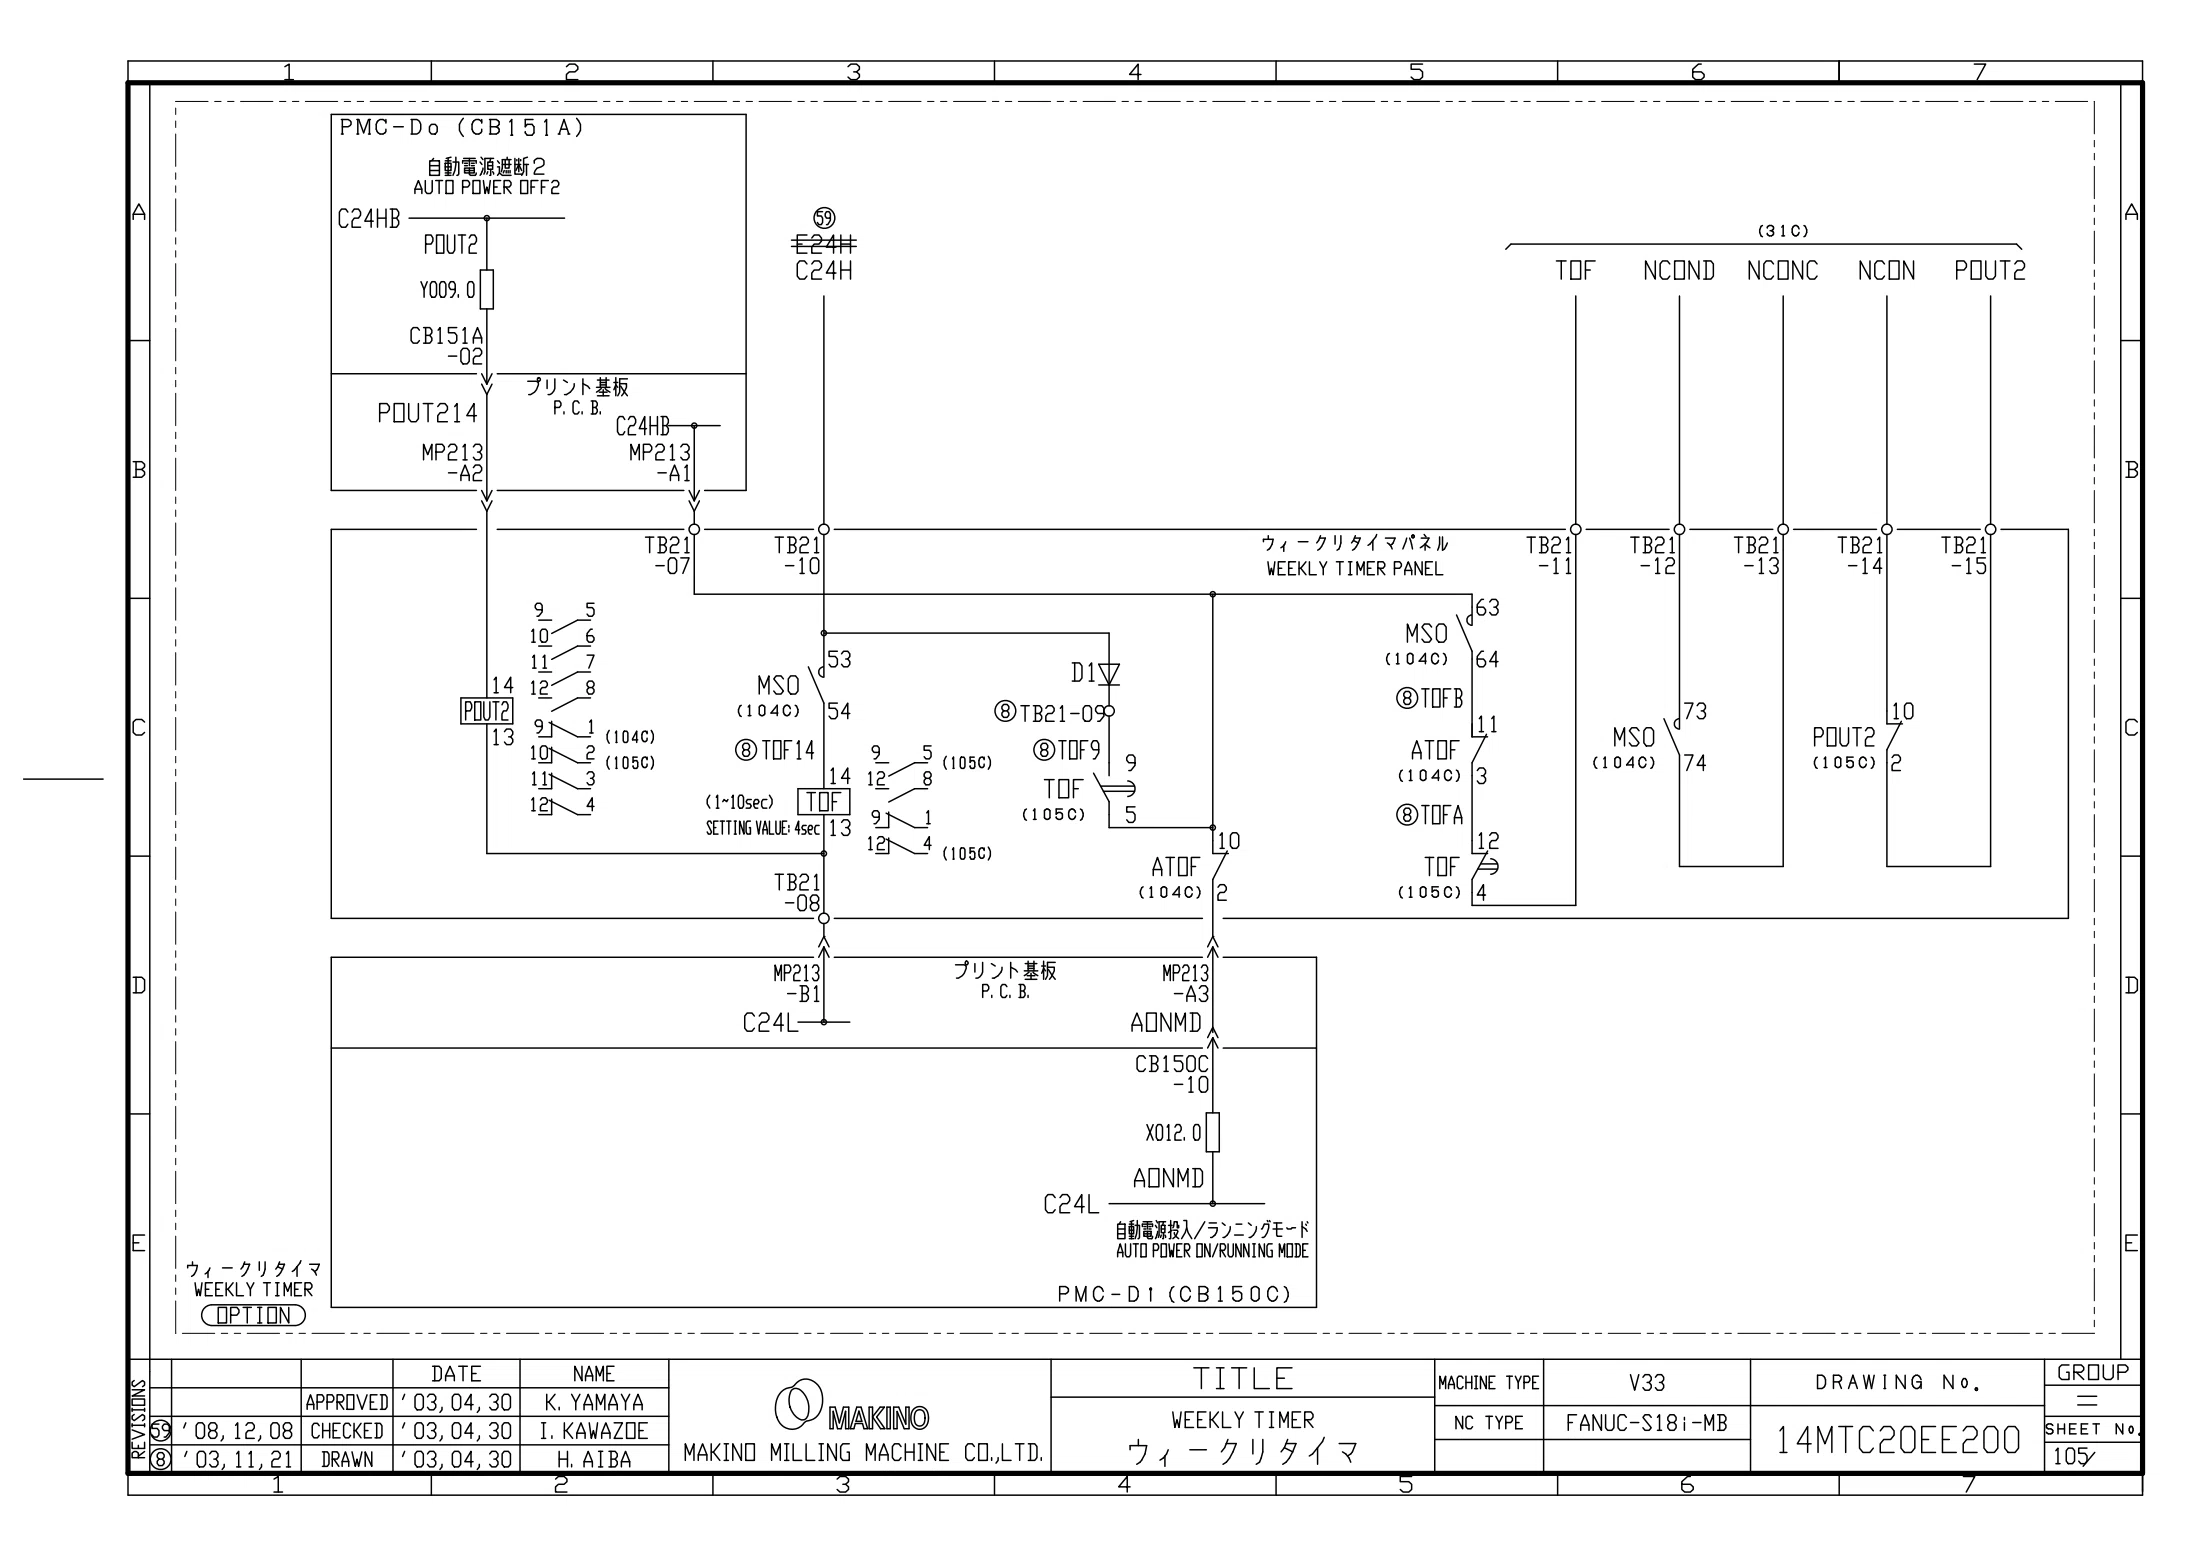 1 2 3 4 5 6 7
A
B
C
D
E
A
B
C
D
E
PMC-Do (CB151A)
自動電源遮断2
AUTO POWER OFF2
C24HB
POUT2
Y009.0
CB151A
-02
プリント基板
P.C.B.
POUT214
C24HB
MP213
-A2
MP213
-A1
59
E24H
C24H
(31C)
TOF NCOND NCONC NCON POUT2
TB21
-07
TB21
-10
ウィークリタイマパネル
WEEKLY TIMER PANEL
TB21
-11
TB21
-12
TB21
-13
TB21
-14
TB21
-15
14
POUT2
13
9 5
10 6
11 7
12 8
9 1 (104C)
10 2 (105C)
11 3
12 4
53
MSO
(104C) 54
⑧TOF14
14
(1~10sec) TOF
SETTING VALUE: 4sec 13
9 5 (105C)
12 8
9 1
12 4 (105C)
D1
⑧TB21-09
⑧TOF9
9
TOF
(105C) 5
10
ATOF
(104C) 2
63
MSO
(104C) 64
⑧TOFB
11
ATOF
(104C) 3
⑧TOFA
12
TOF
(105C) 4
73
MSO
(104C) 74
10
POUT2
(105C) 2
TB21
-08
MP213
-B1
プリント基板
P.C.B.
MP213
-A3
C24L
AONMD
CB150C
-10
X012.0
AONMD
C24L
自動電源投入/ランニングモード
AUTO POWER ON/RUNNING MODE
PMC-Di (CB150C)
ウィークリタイマ
WEEKLY TIMER
OPTION
REVISIONS
59 '08,12,08
⑧ '03,11,21
DATE NAME
APPROVED '03,04,30 K. YAMAYA
CHECKED '03,04,30 I. KAWAZOE
DRAWN '03,04,30 H. AIBA
MAKINO
MAKINO MILLING MACHINE CO.,LTD.
TITLE
WEEKLY TIMER
ウィークリタイマ
MACHINE TYPE V33
NC TYPE FANUC-S18i-MB
DRAWING No.
14MTC20EE200
GROUP
=
SHEET No.
105/
1 2 3 4 5 6 7